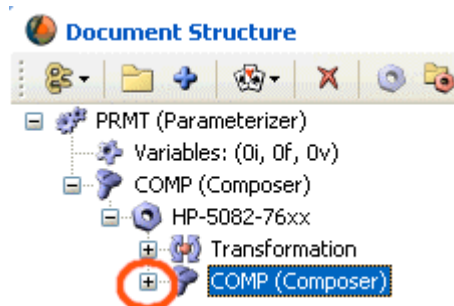 Document Structure
PRMT (Parameterizer)
Variables: (0i, 0f, 0v)
COMP (Composer)
HP-5082-76xx
Transformation
COMP (Composer)